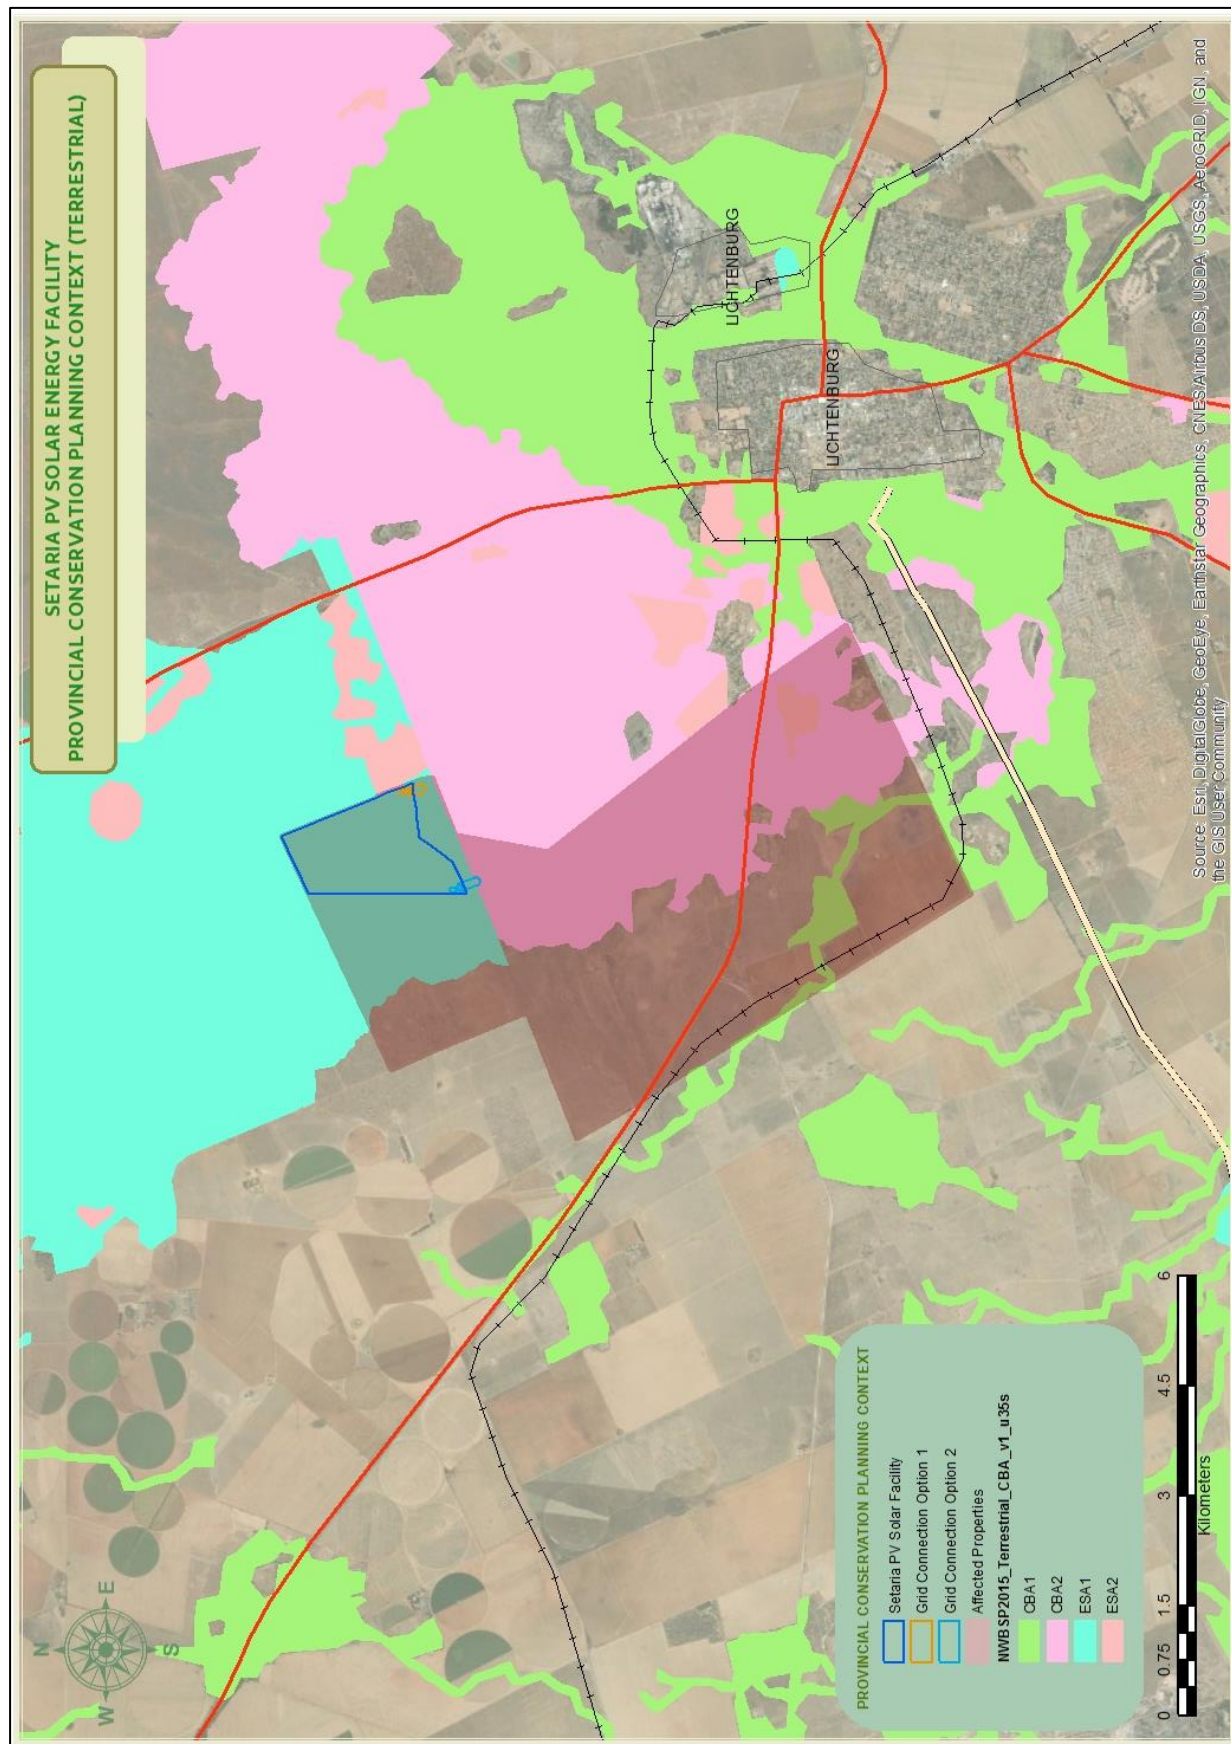 SETARIA PV SOLAR ENERGY FACILITY
PROVINCIAL CONSERVATION PLANNING CONTEXT (TERRESTRIAL)
N
W
E
S
LICHTENBURG
LICHTENBURG
PROVINCIAL CONSERVATION PLANNING CONTEXT
Setaria PV Solar Facility
Grid Connection Option 1
Grid Connection Option 2
Affected Properties
NWBSP2015_Terrestrial_CBA_v1_u35s
CBA1
CBA2
ESA1
ESA2
0 0.75 1.5 3 4.5 6
Kilometers
Source: Esri, DigitalGlobe, GeoEye, Earthstar Geographics, CNES/Airbus DS, USDA, USGS, AeroGRID, IGN, and
the GIS User Community